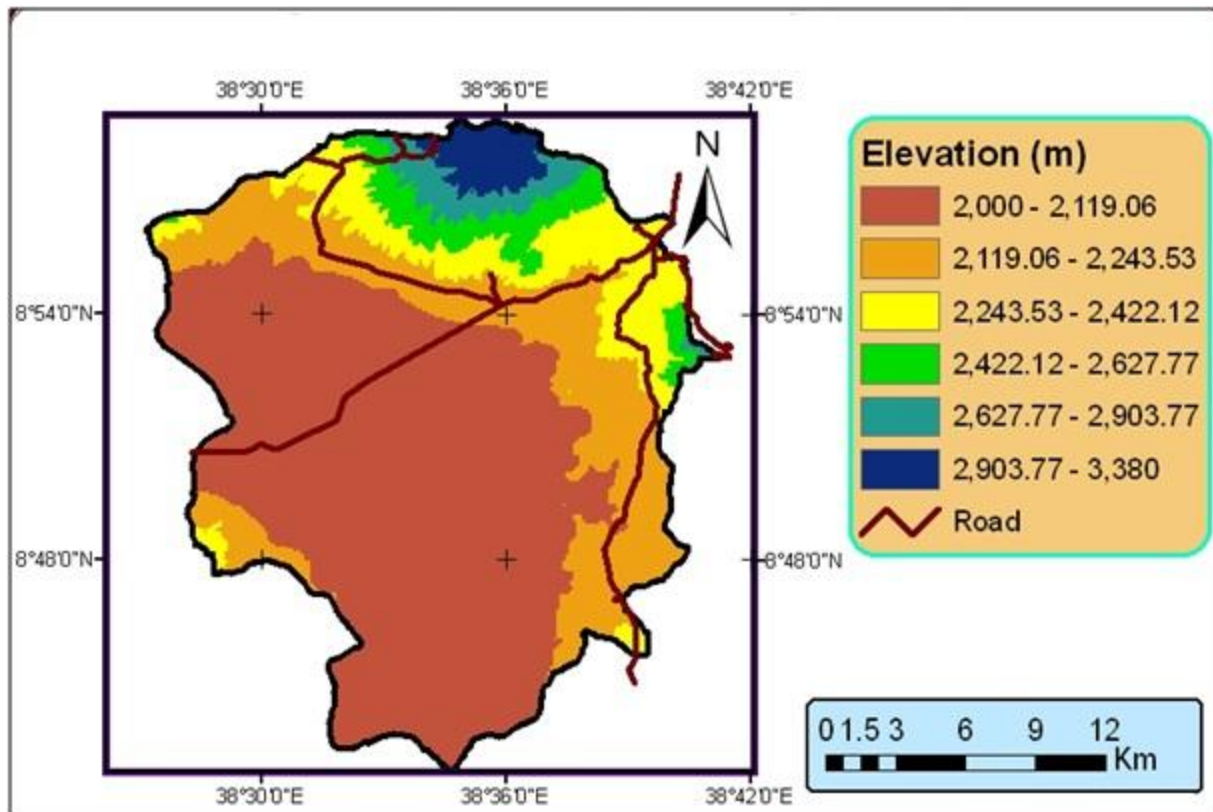 38°30'0"E 38°36'0"E 38°42'0"E
N
8°54'0"N 8°54'0"N
8°48'0"N 8°48'0"N
38°30'0"E 38°36'0"E 38°42'0"E
Elevation (m)
2,000 - 2,119.06
2,119.06 - 2,243.53
2,243.53 - 2,422.12
2,422.12 - 2,627.77
2,627.77 - 2,903.77
2,903.77 - 3,380
Road
0 1.5 3 6 9 12
Km